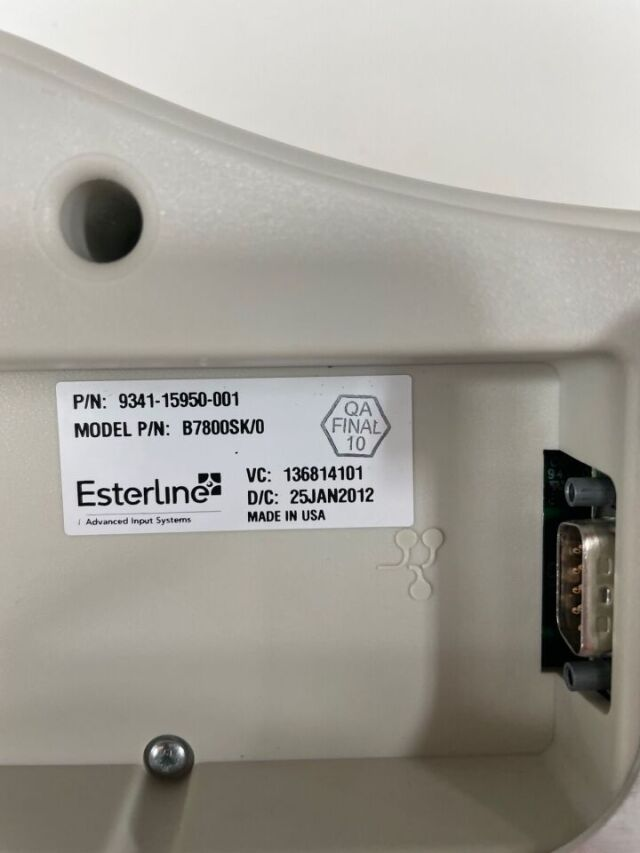 P/N: 9341-15950-001
MODEL P/N: B7800SK/0
QA
FINAL
10
Esterline
Advanced Input Systems
VC: 136814101
D/C: 25JAN2012
MADE IN USA